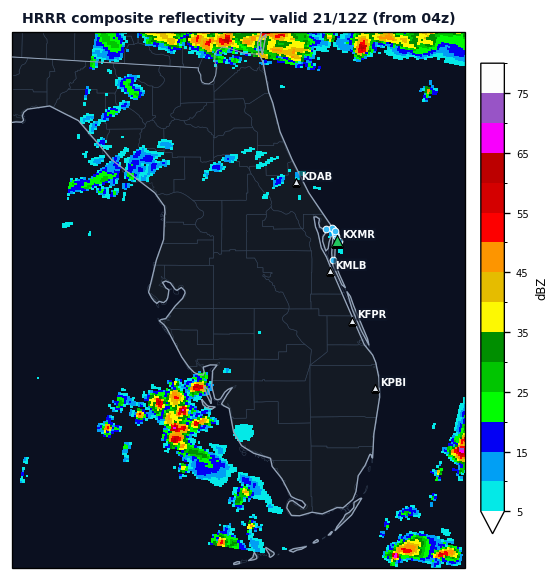 HRRR composite reflectivity — valid 21/12Z (from 04z)
KDAB
KXMR
KMLB
KFPR
KPBI
75
65
55
45
35
25
15
5
dBZ